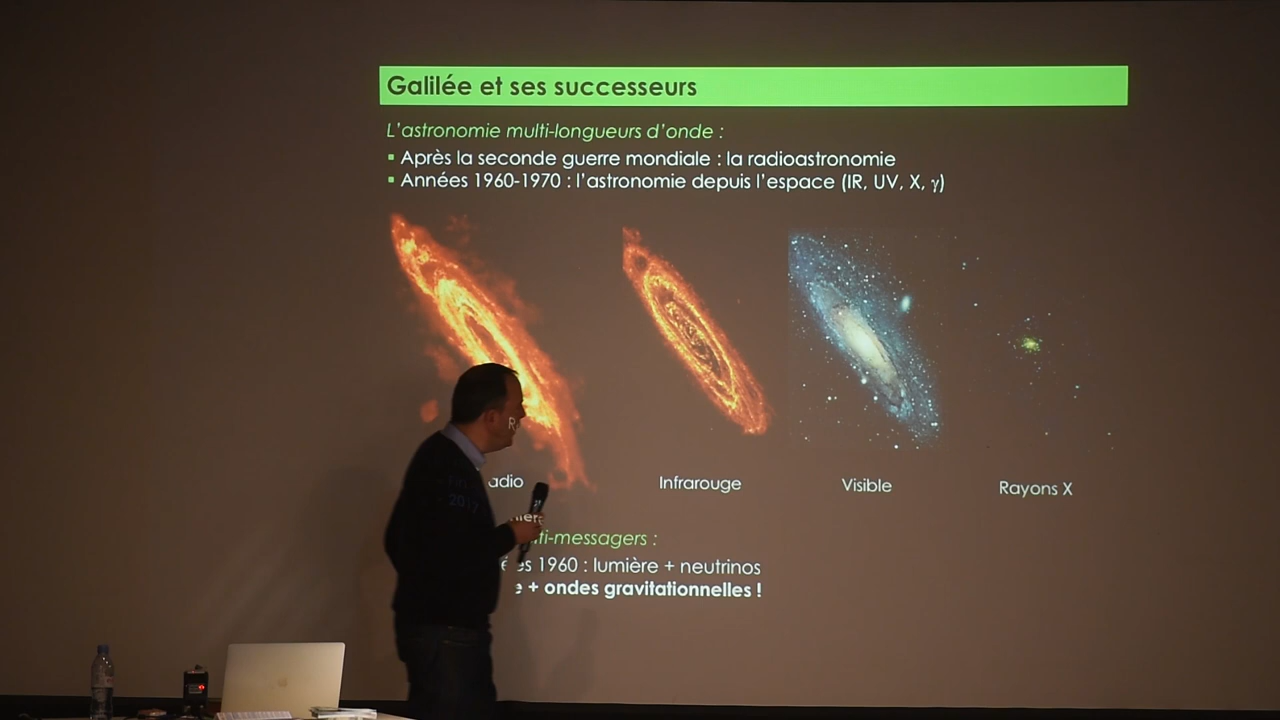 Galilée et ses successeurs
L'astronomie multi-longueurs d'onde :
▪ Après la seconde guerre mondiale : la radioastronomie
▪ Années 1960-1970 : l'astronomie depuis l'espace (IR, UV, X, γ)
adio
Infrarouge
Visible
Rayons X
ti-messagers :
es 1960 : lumière + neutrinos
e + ondes gravitationnelles !